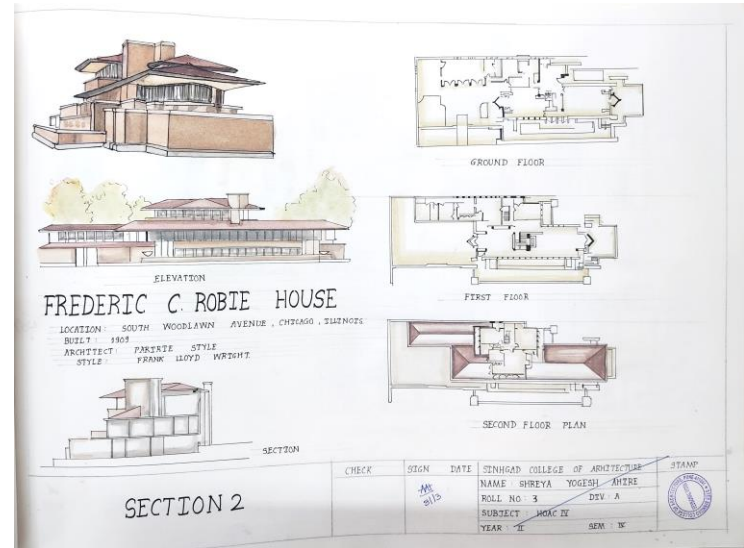 GROUND FLOOR
ELEVATION
FREDERIC C. ROBIE HOUSE
LOCATION: SOUTH WOODLAWN AVENUE, CHICAGO, ILLINOIS
BUILT: 1909
ARCHITECT: PARIRIE STYLE
STYLE: FRANK LLOYD WRIGHT
FIRST FLOOR
SECOND FLOOR PLAN
SECTION
SECTION 2
CHECK SIGN DATE
SINHGAD COLLEGE OF ARHITECTURE
NAME: SHREYA YOGESH AHIRE
ROLL NO: 3 DIV: A
SUBJECT: HOAC IV
YEAR: II SEM: IV
STAMP